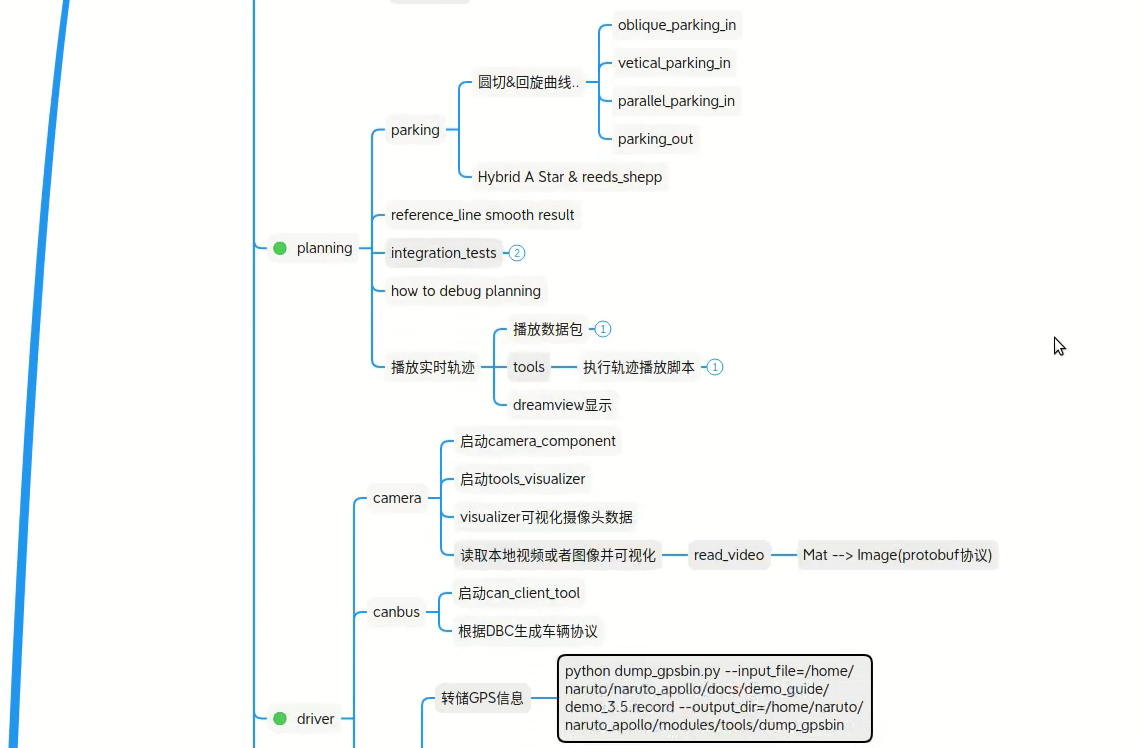 oblique_parking_in
vetical_parking_in
圆切&回旋曲线..
parallel_parking_in
parking
parking_out
Hybrid A Star & reeds_shepp
reference_line smooth result
planning
integration_tests
2
how to debug planning
播放数据包
1
播放实时轨迹
tools
执行轨迹播放脚本
1
dreamview显示
启动camera_component
启动tools_visualizer
camera
visualizer可视化摄像头数据
读取本地视频或者图像并可视化
read_video
Mat --> Image(protobuf协议)
启动can_client_tool
canbus
根据DBC生成车辆协议
转储GPS信息
python dump_gpsbin.py --input_file=/home/
naruto/naruto_apollo/docs/demo_guide/
demo_3.5.record --output_dir=/home/naruto/
naruto_apollo/modules/tools/dump_gpsbin
driver